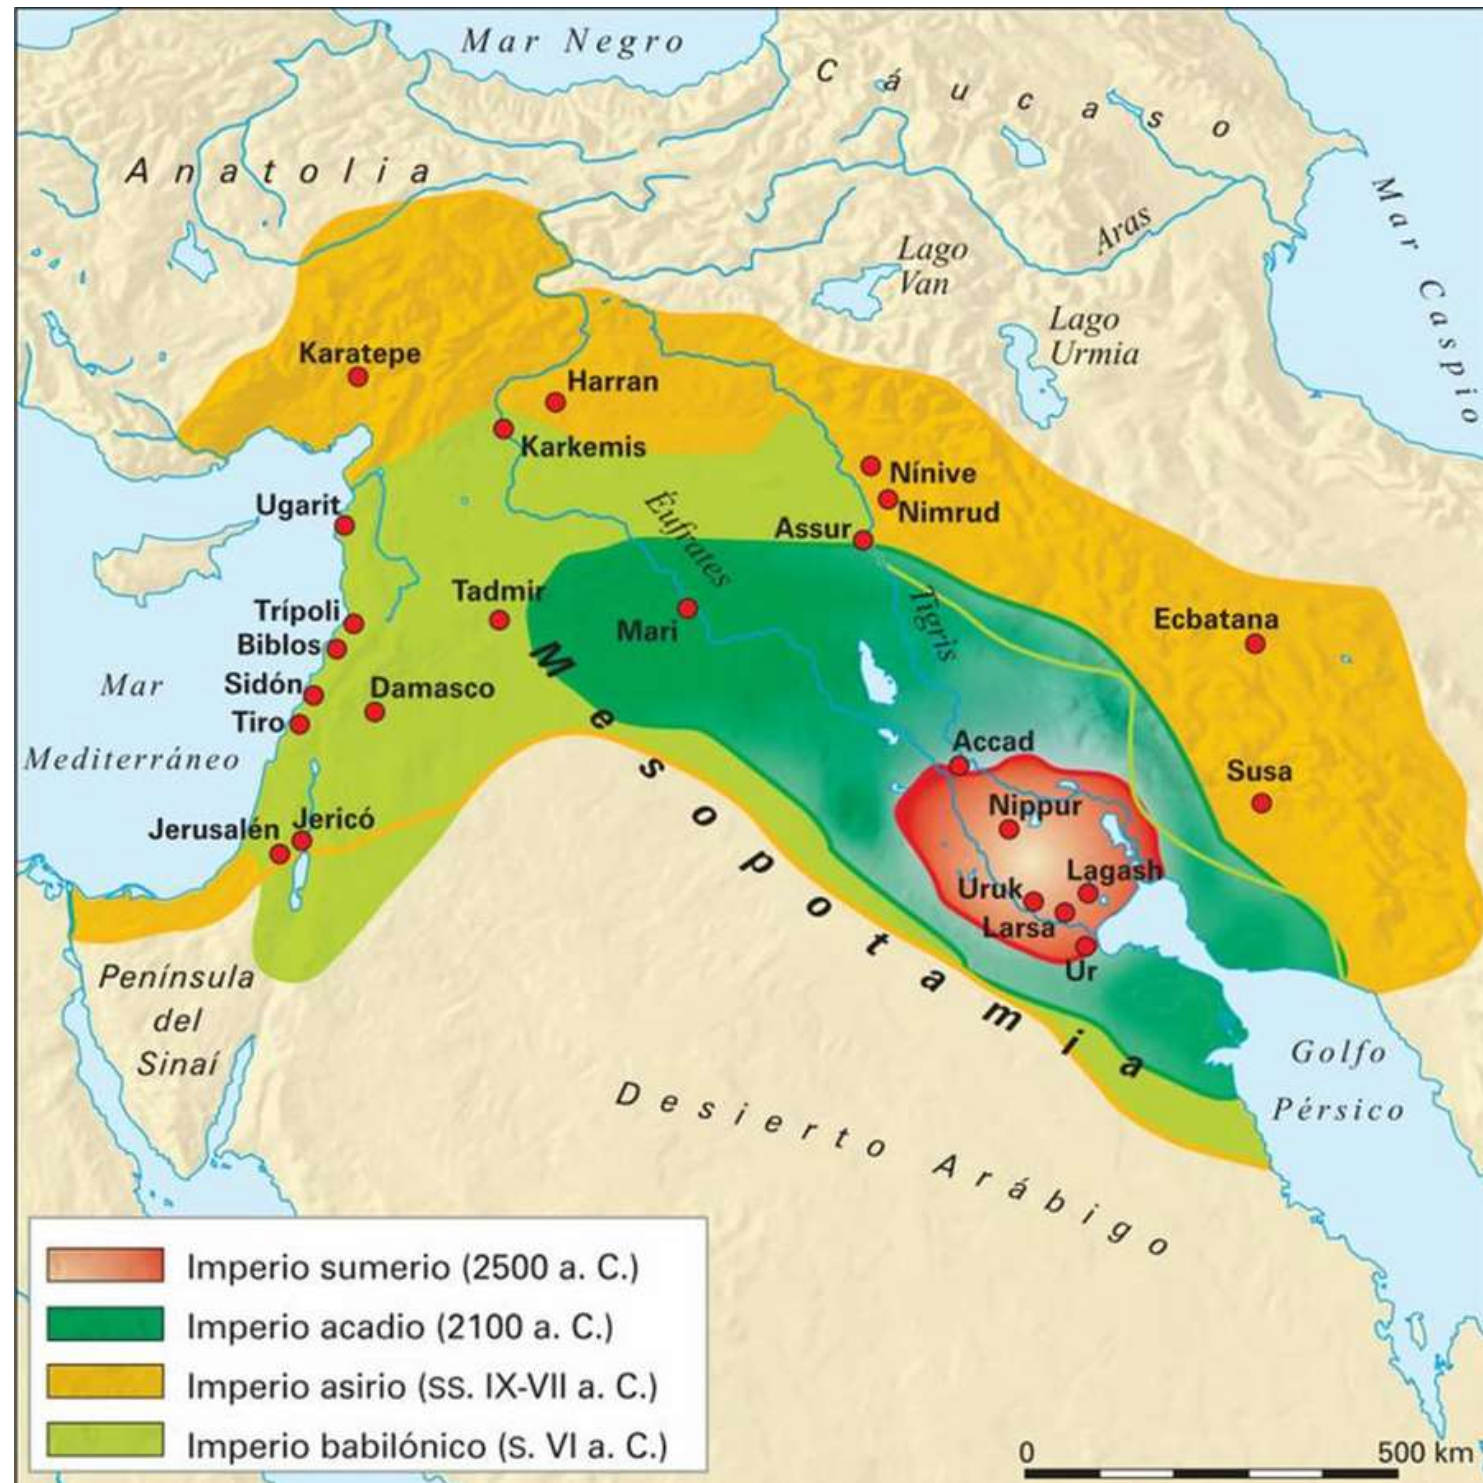 Mar Negro
Cáucaso
Anatolia
Mar Caspio
Aras
Lago
Van
Lago
Urmia
Karatepe
Harran
Karkemis
Nínive
Nimrud
Ugarit
Éufrates
Assur
Tadmir
Tigris
Trípoli
Mari
Ecbatana
Biblos
Mesopotamia
Mar
Mediterráneo
Sidón
Damasco
Tiro
Accad
Susa
Nippur
Jerusalén
Jericó
Lagash
Uruk
Larsa
Ur
Península
del
Sinaí
Golfo
Pérsico
Desierto Arábigo
Imperio sumerio (2500 a. C.)
Imperio acadio (2100 a. C.)
Imperio asirio (SS. IX-VII a. C.)
Imperio babilónico (S. VI a. C.)
0 500 km